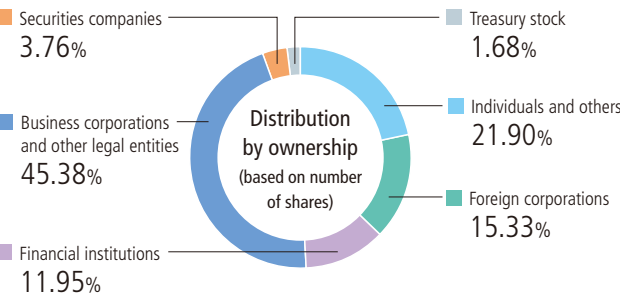 Securities companies
3.76%
Business corporations
and other legal entities
45.38%
Financial institutions
11.95%
Distribution
by ownership
(based on number
of shares)
Treasury stock
1.68%
Individuals and others
21.90%
Foreign corporations
15.33%